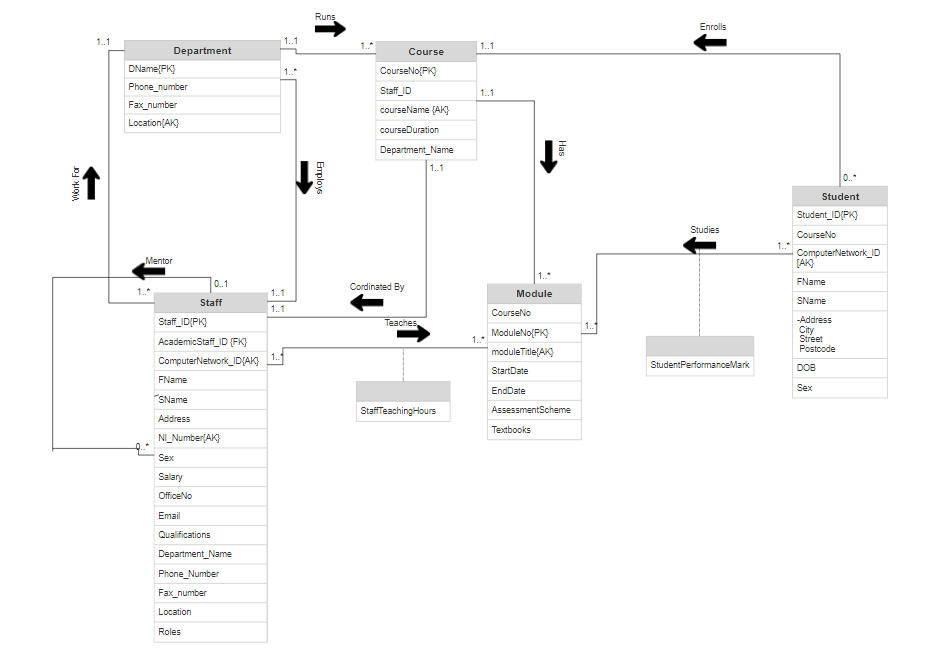 Runs
Enrolls
1..1
Department
1..1
1..*
Course
1..1
DName{PK}
Phone_number
Fax_number
Location{AK}
1..*
CourseNo{PK}
Staff_ID
courseName {AK}
courseDuration
Department_Name
1..1
1..1
Has
Work For
Employs
0..*
Student
Student_ID{PK}
CourseNo
ComputerNetwork_ID
{AK}
FName
SName
-Address
City
Street
Postcode
DOB
Sex
Studies
1..*
Mentor
0..1
1..*
1..1
1..1
Cordinated By
Teaches
1..*
1..*
1..*
1..*
Staff
Staff_ID{PK}
AcademicStaff_ID {FK}
ComputerNetwork_ID{AK}
FName
SName
Address
NI_Number{AK}
0..*
Sex
Salary
OfficeNo
Email
Qualifications
Department_Name
Phone_Number
Fax_number
Location
Roles
Module
CourseNo
ModuleNo{PK}
moduleTitle{AK}
StartDate
EndDate
AssessmentScheme
Textbooks
StaffTeachingHours
StudentPerformanceMark